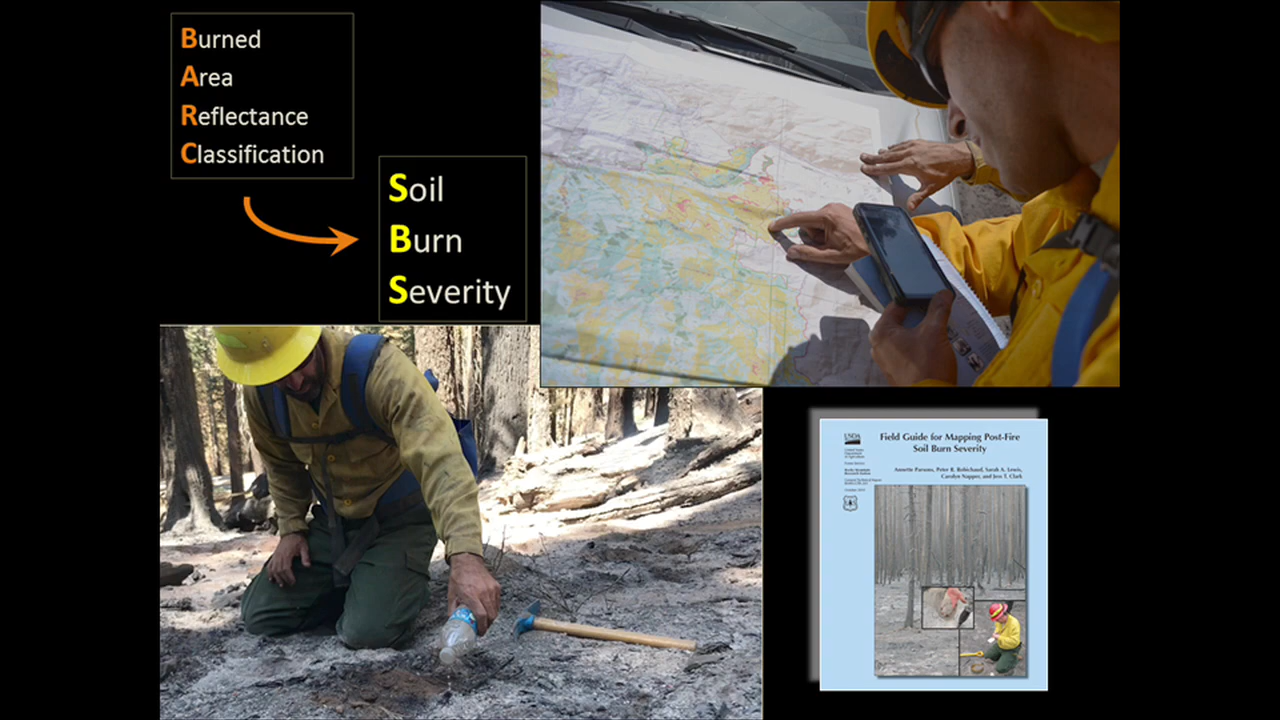 Burned
Area
Reflectance
Classification
Soil
Burn
Severity
USDA
Field Guide for Mapping Post-Fire
Soil Burn Severity
Annette Parsons, Peter R. Robichaud, Sarah A. Lewis,
Carolyn Napper, and Jess T. Clark